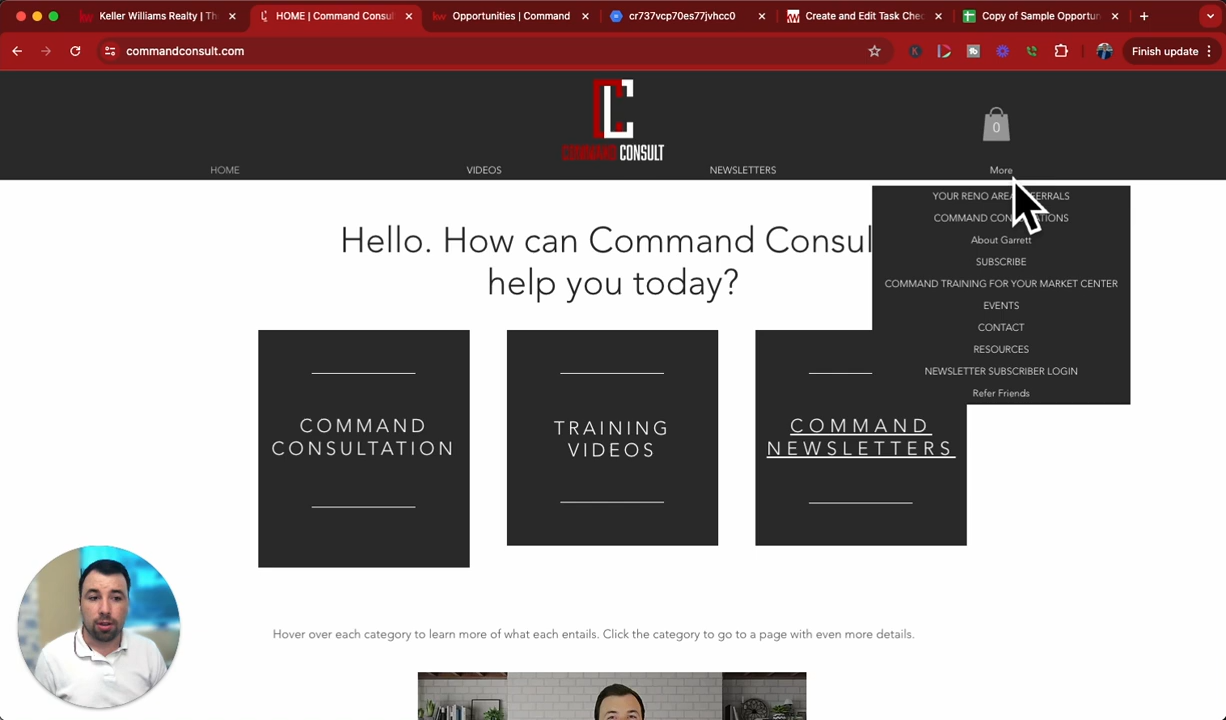 Keller Williams Realty | Th
HOME | Command Consul
Opportunities | Command
cr737vcp70es77jvhcc0
Create and Edit Task Chec
Copy of Sample Opportun
commandconsult.com
Finish update
COMMAND CONSULT
0
HOME
VIDEOS
NEWSLETTERS
More
YOUR RENO AREA
COMMAND
About Garrett
SUBSCRIBE
COMMAND TRAINING FOR YOUR MARKET CENTER
EVENTS
CONTACT
RESOURCES
NEWSLETTER SUBSCRIBER LOGIN
Refer Friends
Hello. How can Command Consul
help you today?
COMMAND
CONSULTATION
TRAINING
VIDEOS
COMMAND
NEWSLETTERS
Hover over each category to learn more of what each entails. Click the category to go to a page with even more details.